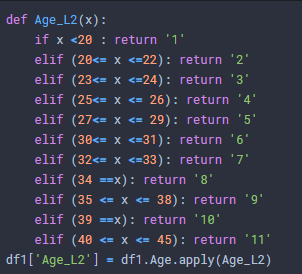 def Age_L2(x):
    if x <20 : return '1'
    elif (20<= x <=22): return '2'
    elif (23<= x <=24): return '3'
    elif (25<= x <= 26): return '4'
    elif (27<= x <= 29): return '5'
    elif (30<= x <=31): return '6'
    elif (32<= x <=33): return '7'
    elif (34 ==x): return '8'
    elif (35 <= x <= 38): return '9'
    elif (39 ==x): return '10'
    elif (40 <= x <= 45): return '11'
df1['Age_L2'] = df1.Age.apply(Age_L2)